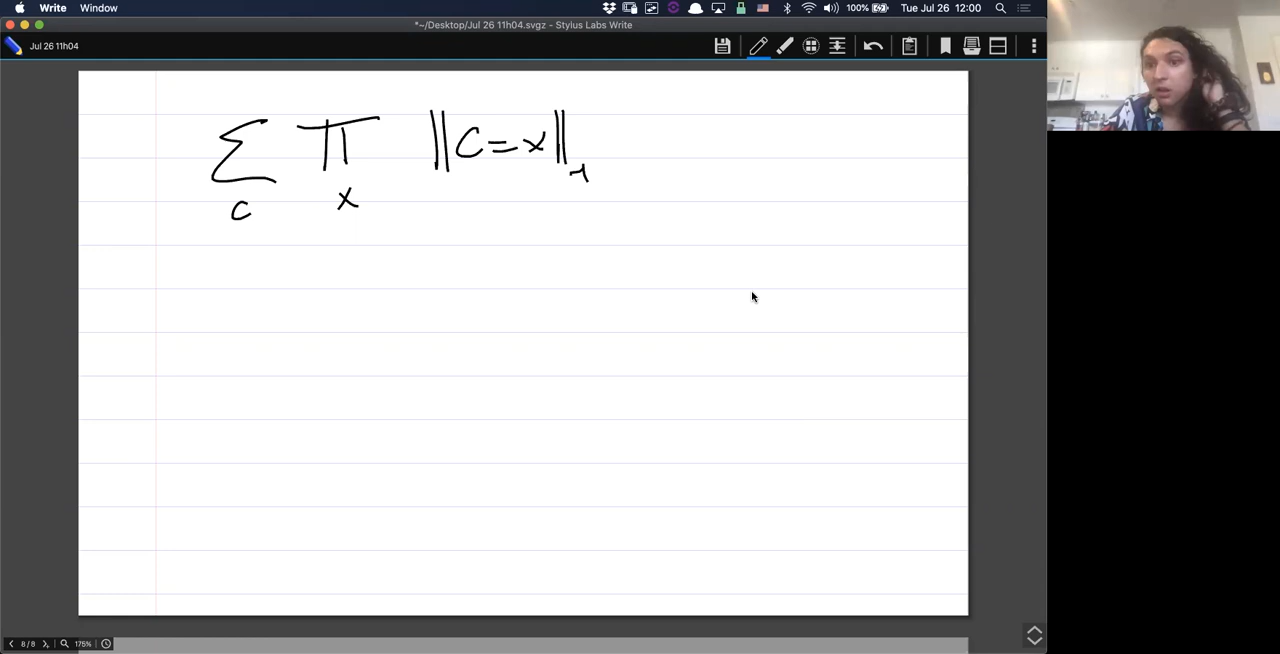 Write Window 100% Tue Jul 26 12:00
*~/Desktop/Jul 26 11h04.svgz - Stylus Labs Write
Jul 26 11h04
∑ ∏ ||C=x||₋₁
c x
8/8 175%